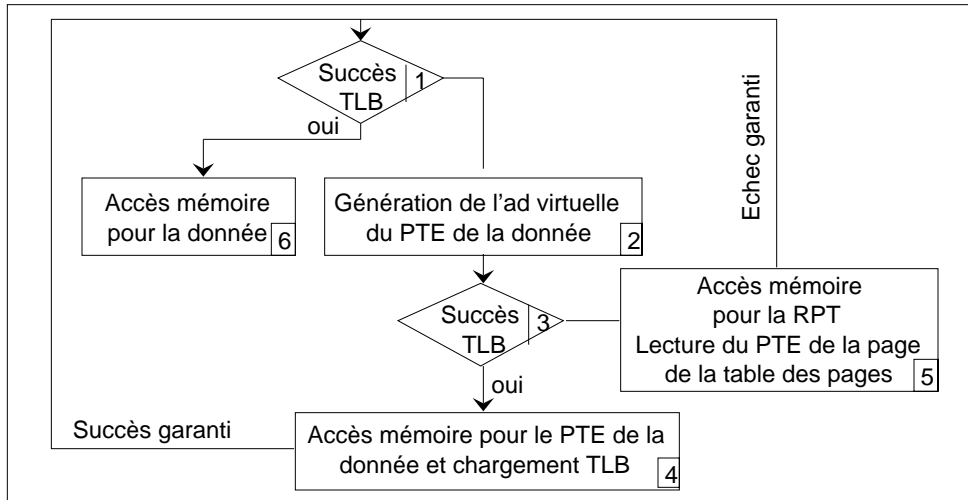 Succès
TLB
1
oui
Accès mémoire
pour la donnée
6
Génération de l'ad virtuelle
du PTE de la donnée
2
Echec garanti
Succès
TLB
3
oui
Accès mémoire
pour la RPT
Lecture du PTE de la page
de la table des pages
5
Succès garanti
Accès mémoire pour le PTE de la
donnée et chargement TLB
4